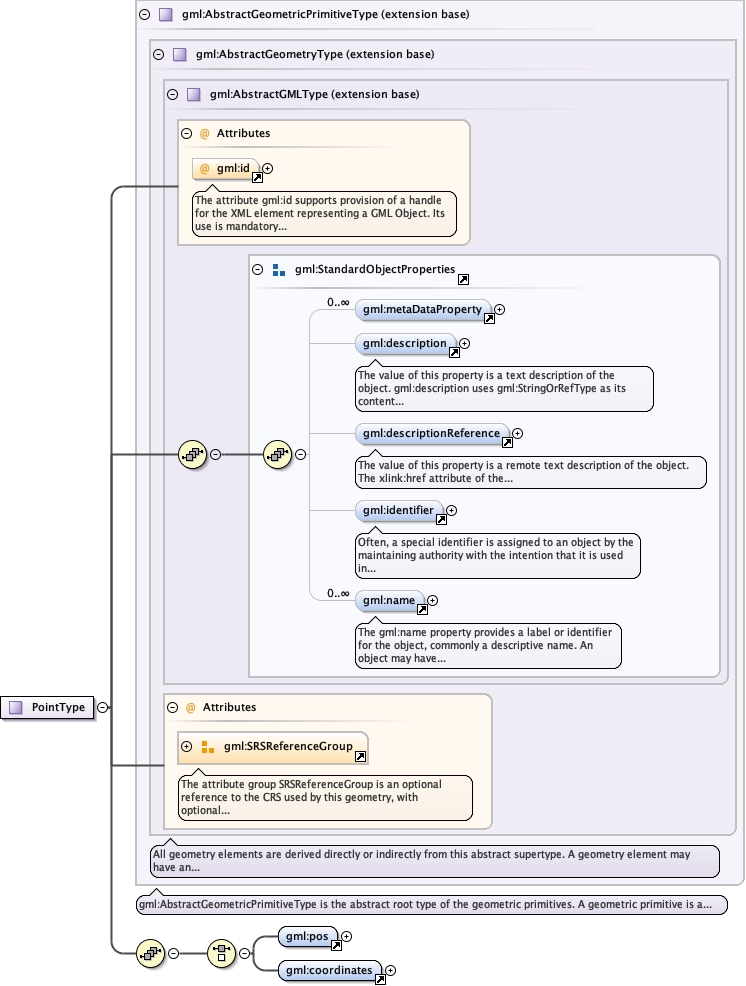 gml:AbstractGeometricPrimitiveType (extension base)
gml:AbstractGeometryType (extension base)
gml:AbstractGMLType (extension base)
@ Attributes
@ gml:id
The attribute gml:id supports provision of a handle
for the XML element representing a GML Object. Its
use is mandatory...
gml:StandardObjectProperties
0..∞
gml:metaDataProperty
gml:description
The value of this property is a text description of the
object. gml:description uses gml:StringOrRefType as its
content...
gml:descriptionReference
The value of this property is a remote text description of the object.
The xlink:href attribute of the...
gml:identifier
Often, a special identifier is assigned to an object by the
maintaining authority with the intention that it is used
in...
0..∞
gml:name
The gml:name property provides a label or identifier
for the object, commonly a descriptive name. An
object may have...
PointType
@ Attributes
gml:SRSReferenceGroup
The attribute group SRSReferenceGroup is an optional
reference to the CRS used by this geometry, with
optional...
All geometry elements are derived directly or indirectly from this abstract supertype. A geometry element may
have an...
gml:AbstractGeometricPrimitiveType is the abstract root type of the geometric primitives. A geometric primitive is a...
gml:pos
gml:coordinates